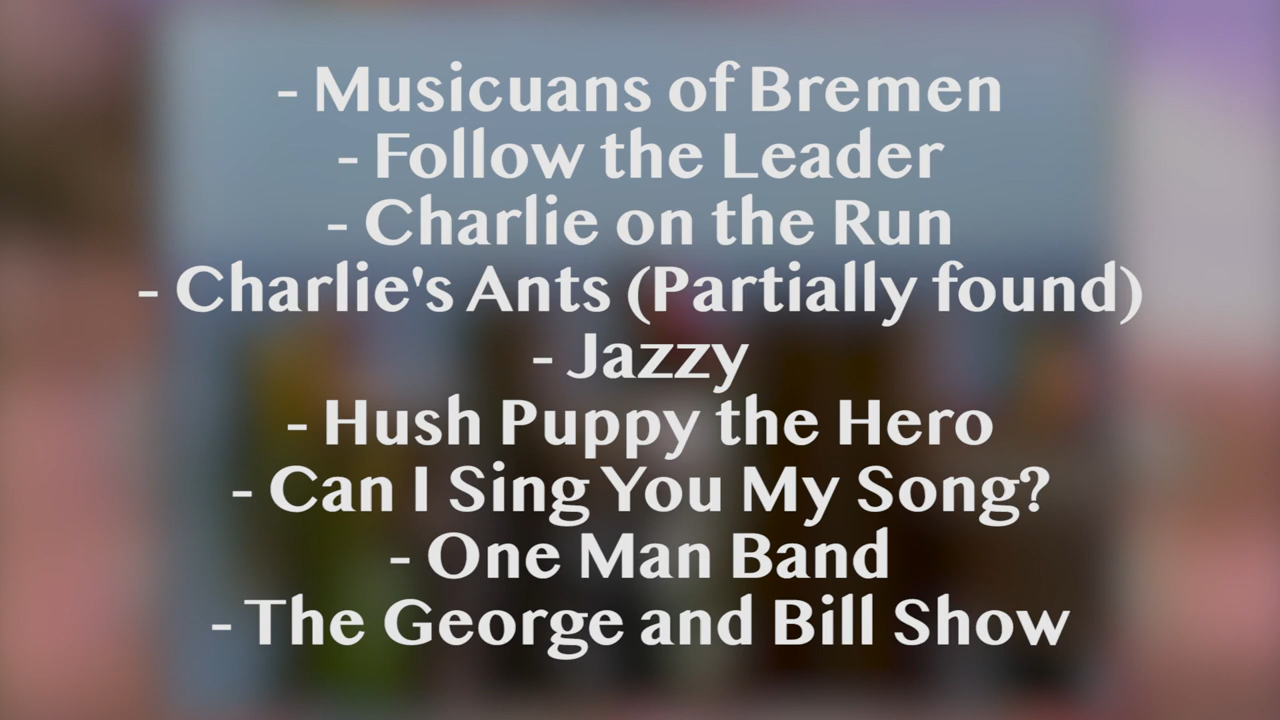 - Musicuans of Bremen
- Follow the Leader
- Charlie on the Run
- Charlie's Ants (Partially found)
- Jazzy
- Hush Puppy the Hero
- Can I Sing You My Song?
- One Man Band
- The George and Bill Show